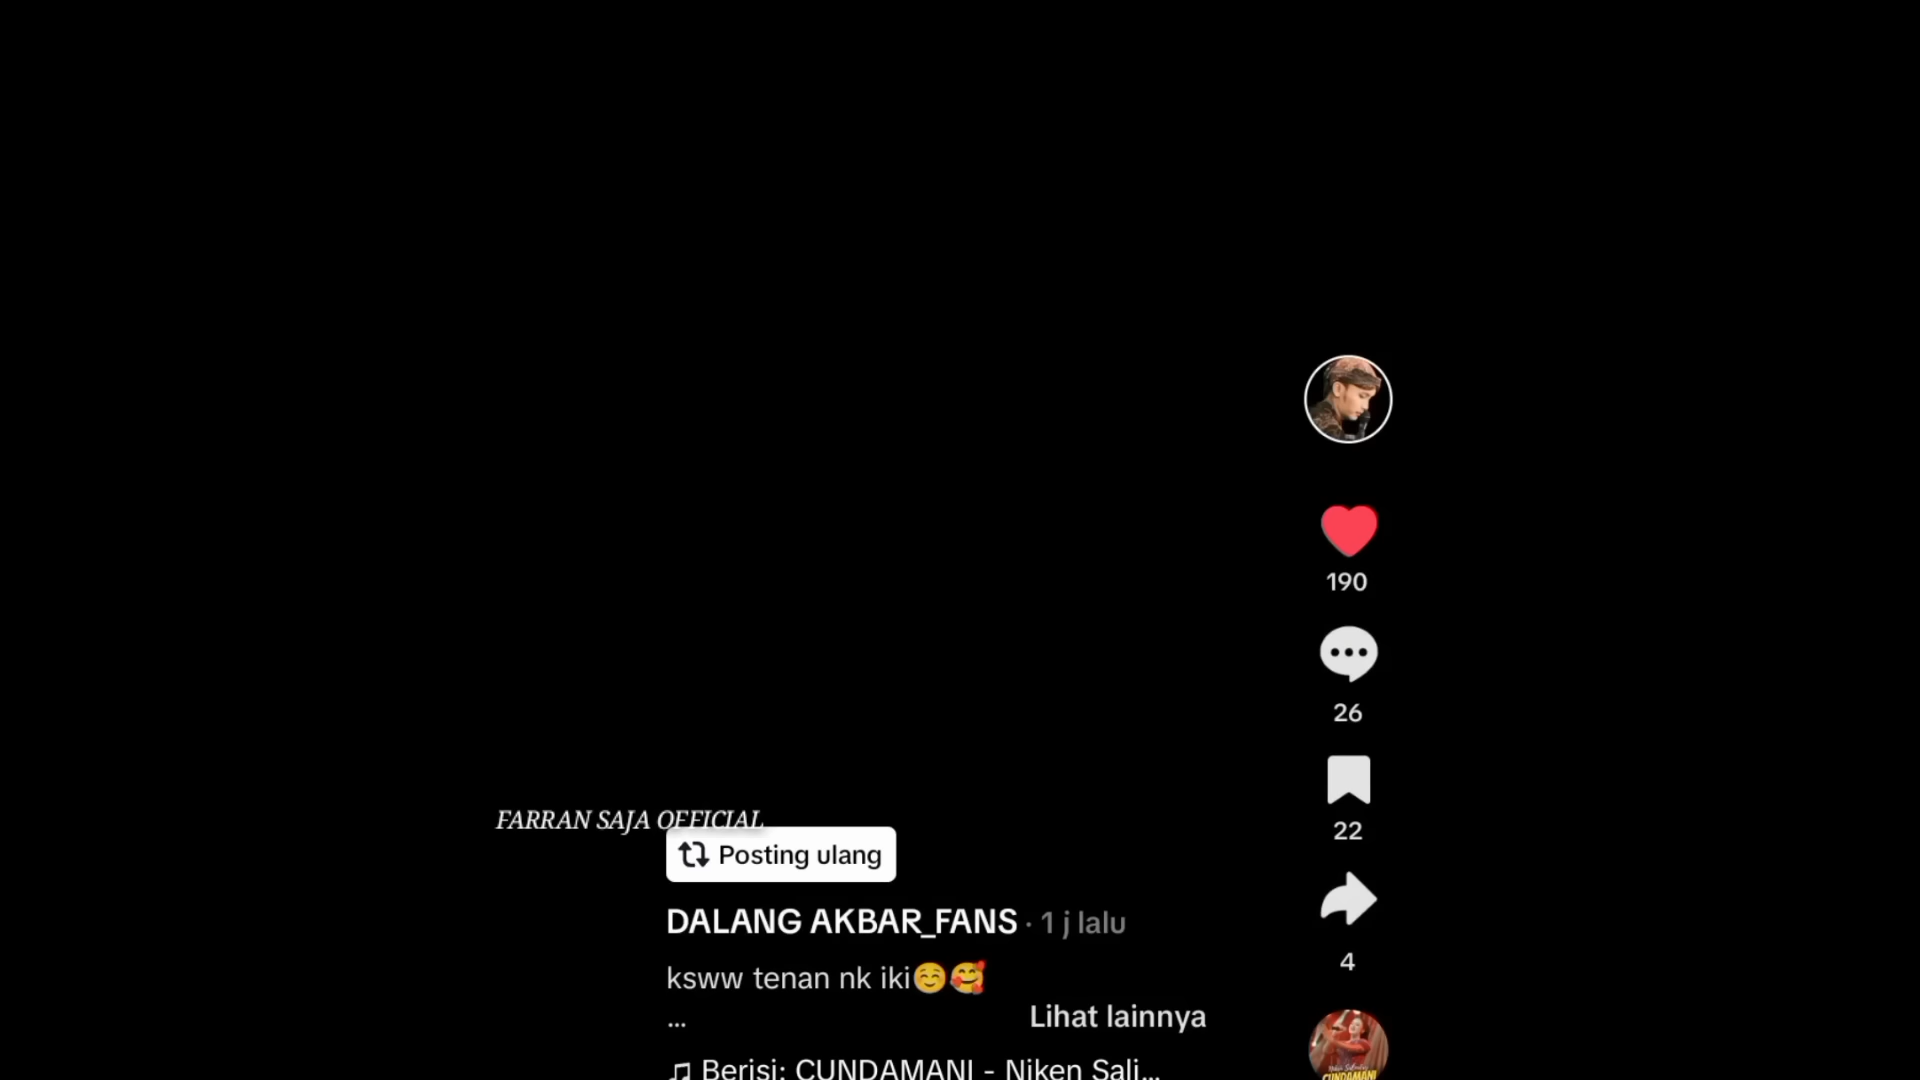 190
26
22
4
FARRAN SAJA OFFICIAL
Posting ulang
DALANG AKBAR_FANS · 1 j lalu
ksww tenan nk iki☺️🥰
... Lihat lainnya
♫ Berisi: CUNDAMANI - Niken Sali...
CUNDAMANI